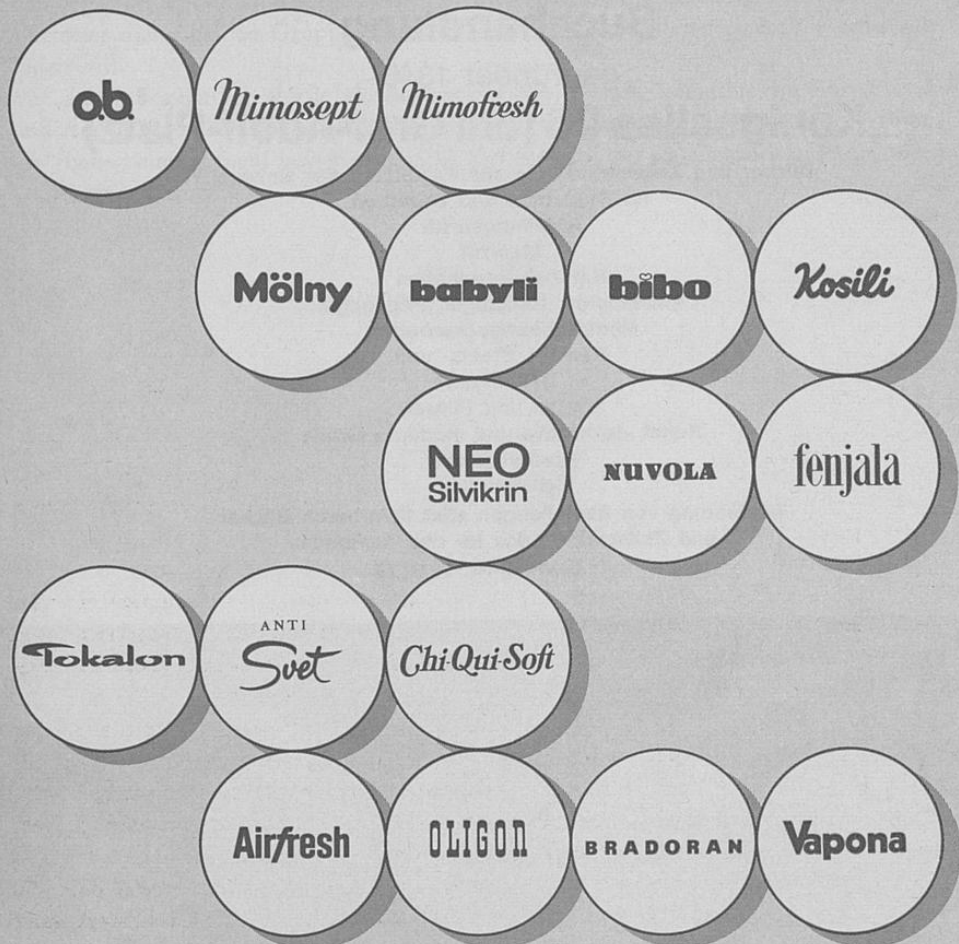 o.b.
Mimosept
Mimofresh
Mölny
babyli
bibo
Kosili
NEO
Silvikrin
NUVOLA
fenjala
Tokalon
ANTI
Svet
Chi-Qui-Soft
Airfresh
OLIGON
BRADORAN
Vapona